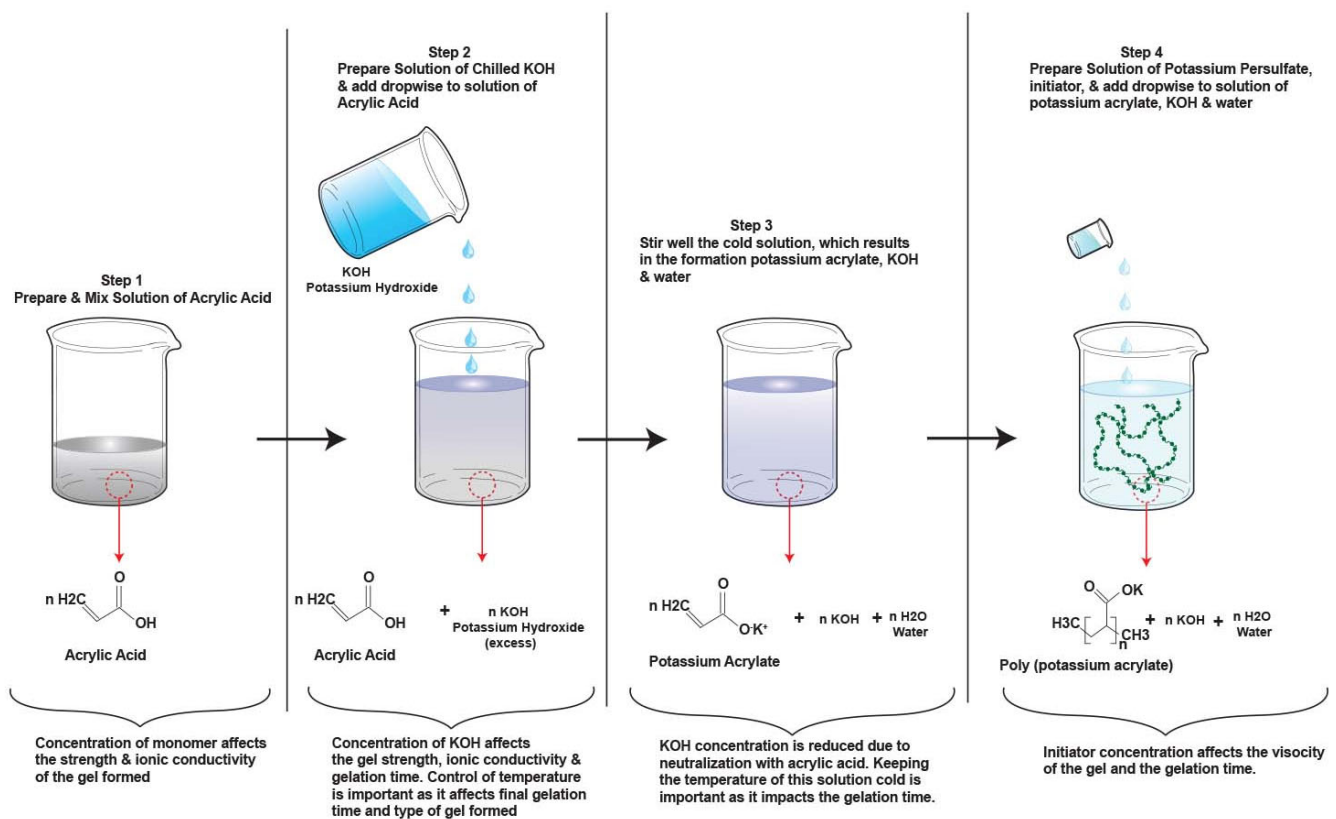 Step 1
Prepare & Mix Solution of Acrylic Acid
n H2C
O
OH
Acrylic Acid
Concentration of monomer affects
the strength & ionic conductivity
of the gel formed
Step 2
Prepare Solution of Chilled KOH
& add dropwise to solution of
Acrylic Acid
KOH
Potassium Hydroxide
n H2C
O
OH
Acrylic Acid
+
n KOH
Potassium Hydroxide
(excess)
Concentration of KOH affects
the gel strength, ionic conductivity &
gelation time. Control of temperature
is important as it affects final gelation
time and type of gel formed
Step 3
Stir well the cold solution, which results
in the formation potassium acrylate, KOH
& water
n H2C
O
O-K+
Potassium Acrylate
+ n KOH + n H2O
Water
KOH concentration is reduced due to
neutralization with acrylic acid. Keeping
the temperature of this solution cold is
important as it impacts the gelation time.
Step 4
Prepare Solution of Potassium Persulfate,
initiator, & add dropwise to solution of
potassium acrylate, KOH & water
O
OK
H3C
CH3
n
Poly (potassium acrylate)
+ n KOH + n H2O
Water
Initiator concentration affects the visocity
of the gel and the gelation time.